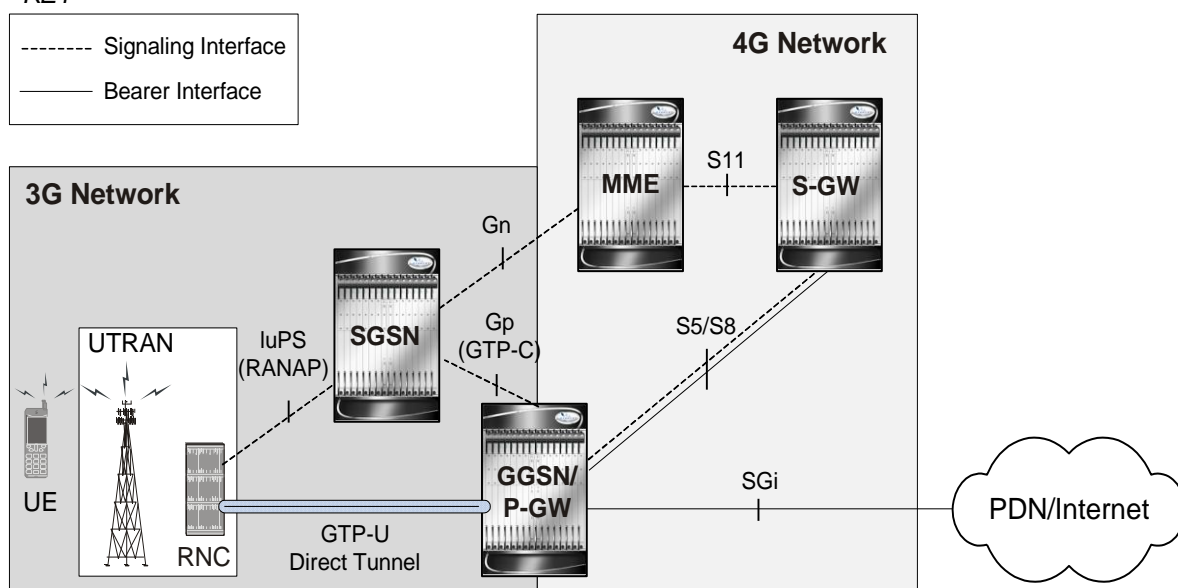 Signaling Interface
Bearer Interface
4G Network
MME
S11
S-GW
3G Network
Gn
SGSN
Gp
(GTP-C)
S5/S8
IuPS
(RANAP)
UTRAN
UE
RNC
GTP-U
Direct Tunnel
GGSN/
P-GW
SGi
PDN/Internet